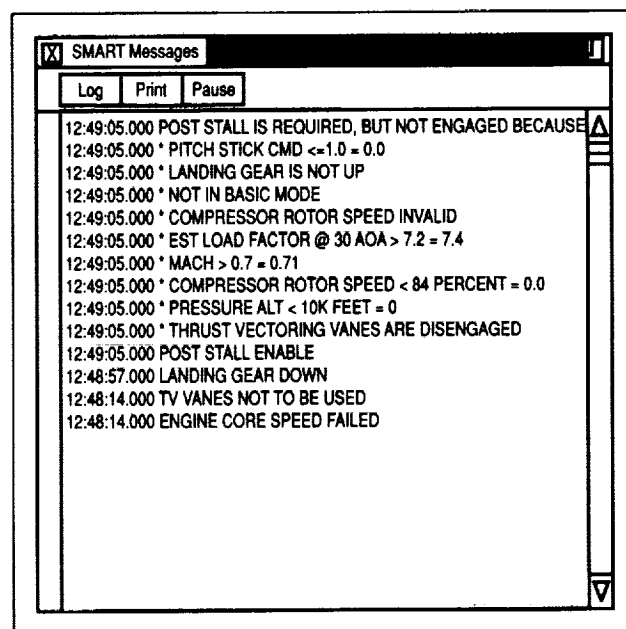 SMART Messages
Log Print Pause
12:49:05.000 POST STALL IS REQUIRED, BUT NOT ENGAGED BECAUSE
12:49:05.000 * PITCH STICK CMD <=1.0 = 0.0
12:49:05.000 * LANDING GEAR IS NOT UP
12:49:05.000 * NOT IN BASIC MODE
12:49:05.000 * COMPRESSOR ROTOR SPEED INVALID
12:49:05.000 * EST LOAD FACTOR @ 30 AOA > 7.2 = 7.4
12:49:05.000 * MACH > 0.7 = 0.71
12:49:05.000 * COMPRESSOR ROTOR SPEED < 84 PERCENT = 0.0
12:49:05.000 * PRESSURE ALT < 10K FEET = 0
12:49:05.000 * THRUST VECTORING VANES ARE DISENGAGED
12:49:05.000 POST STALL ENABLE
12:48:57.000 LANDING GEAR DOWN
12:48:14.000 TV VANES NOT TO BE USED
12:48:14.000 ENGINE CORE SPEED FAILED